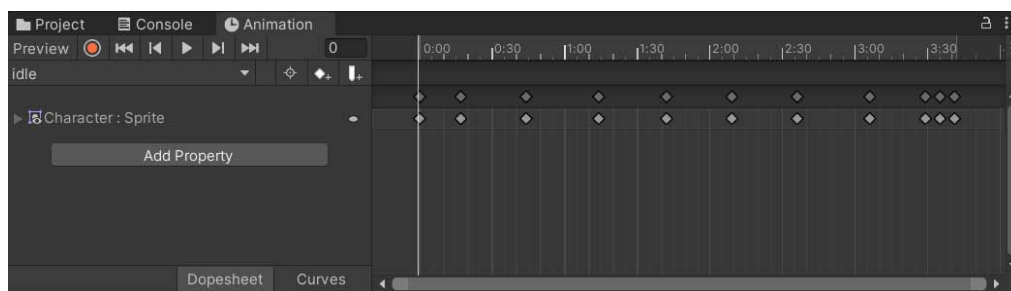 Project Console Animation
Preview 0 0:00 0:30 1:00 1:30 2:00 2:30 3:00 3:30
idle
Character : Sprite
Add Property
Dopesheet Curves